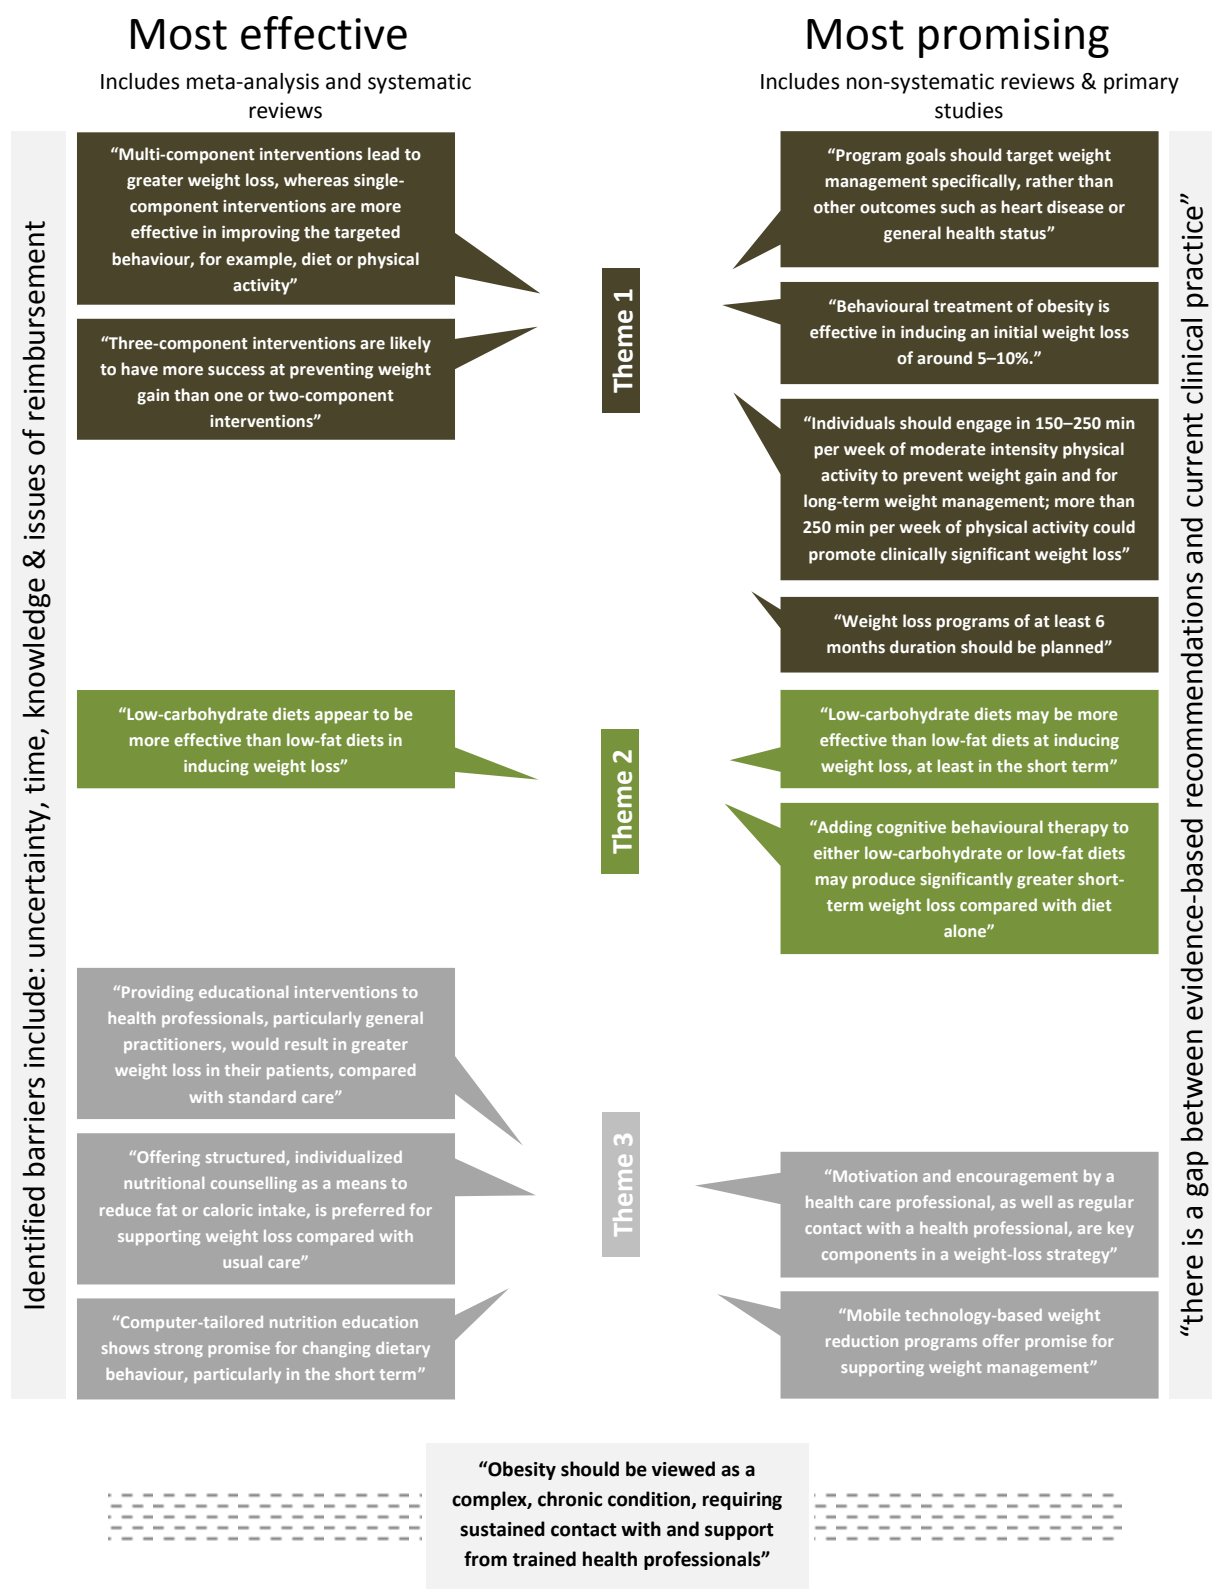 Most effective
Includes meta-analysis and systematic
reviews
Most promising
Includes non-systematic reviews & primary
studies
Identified barriers include: uncertainty, time, knowledge & issues of reimbursement
“Multi-component interventions lead to
greater weight loss, whereas single-
component interventions are more
effective in improving the targeted
behaviour, for example, diet or physical
activity”
“Three-component interventions are likely
to have more success at preventing weight
gain than one or two-component
interventions”
Theme 1
“Program goals should target weight
management specifically, rather than
other outcomes such as heart disease or
general health status”
“Behavioural treatment of obesity is
effective in inducing an initial weight loss
of around 5–10%.”
“Individuals should engage in 150–250 min
per week of moderate intensity physical
activity to prevent weight gain and for
long-term weight management; more than
250 min per week of physical activity could
promote clinically significant weight loss”
“Weight loss programs of at least 6
months duration should be planned”
“Low-carbohydrate diets appear to be
more effective than low-fat diets in
inducing weight loss”
Theme 2
“Low-carbohydrate diets may be more
effective than low-fat diets at inducing
weight loss, at least in the short term”
“Adding cognitive behavioural therapy to
either low-carbohydrate or low-fat diets
may produce significantly greater short-
term weight loss compared with diet
alone”
“Providing educational interventions to
health professionals, particularly general
practitioners, would result in greater
weight loss in their patients, compared
with standard care”
“Offering structured, individualized
nutritional counselling as a means to
reduce fat or caloric intake, is preferred for
supporting weight loss compared with
usual care”
“Computer-tailored nutrition education
shows strong promise for changing dietary
behaviour, particularly in the short term”
Theme 3
“Motivation and encouragement by a
health care professional, as well as regular
contact with a health professional, are key
components in a weight-loss strategy”
“Mobile technology-based weight
reduction programs offer promise for
supporting weight management”
“there is a gap between evidence-based recommendations and current clinical practice”
“Obesity should be viewed as a
complex, chronic condition, requiring
sustained contact with and support
from trained health professionals”